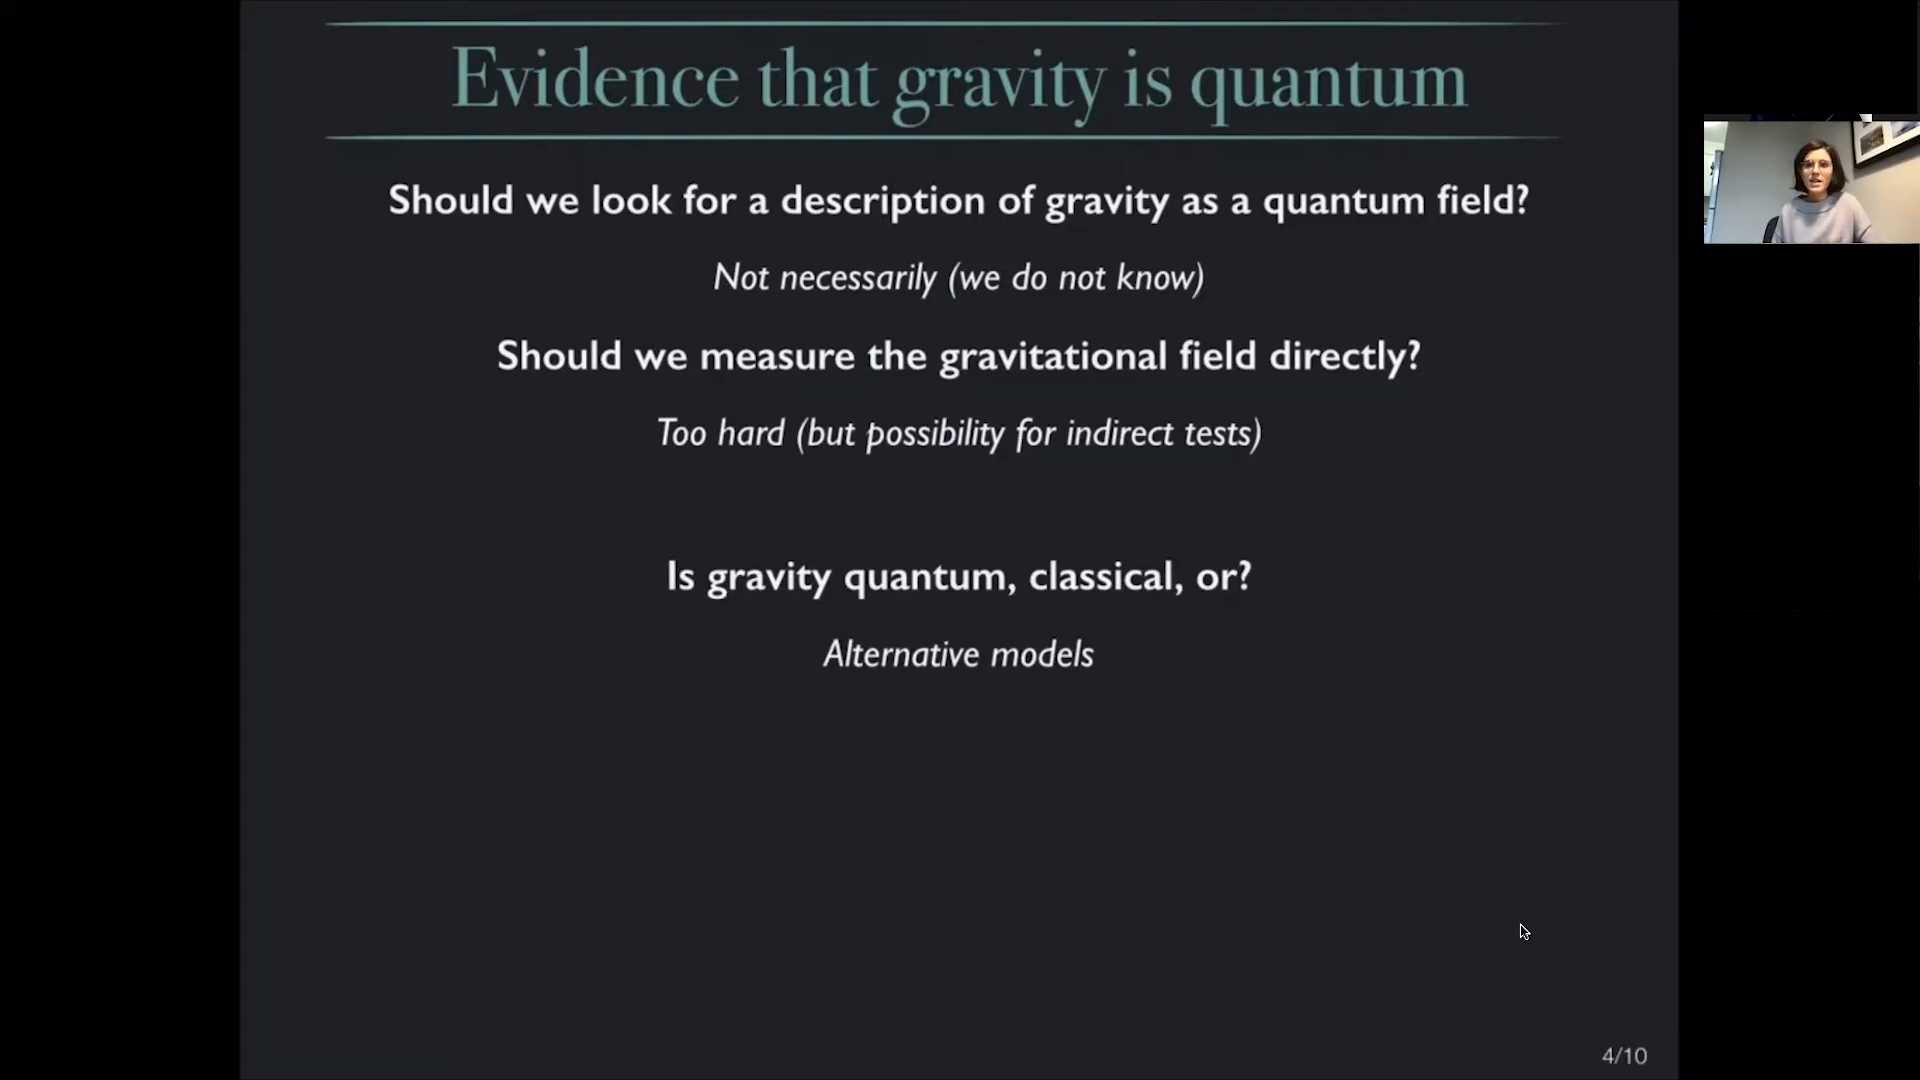 Evidence that gravity is quantum
Should we look for a description of gravity as a quantum field?
Not necessarily (we do not know)
Should we measure the gravitational field directly?
Too hard (but possibility for indirect tests)
Is gravity quantum, classical, or?
Alternative models
4/10